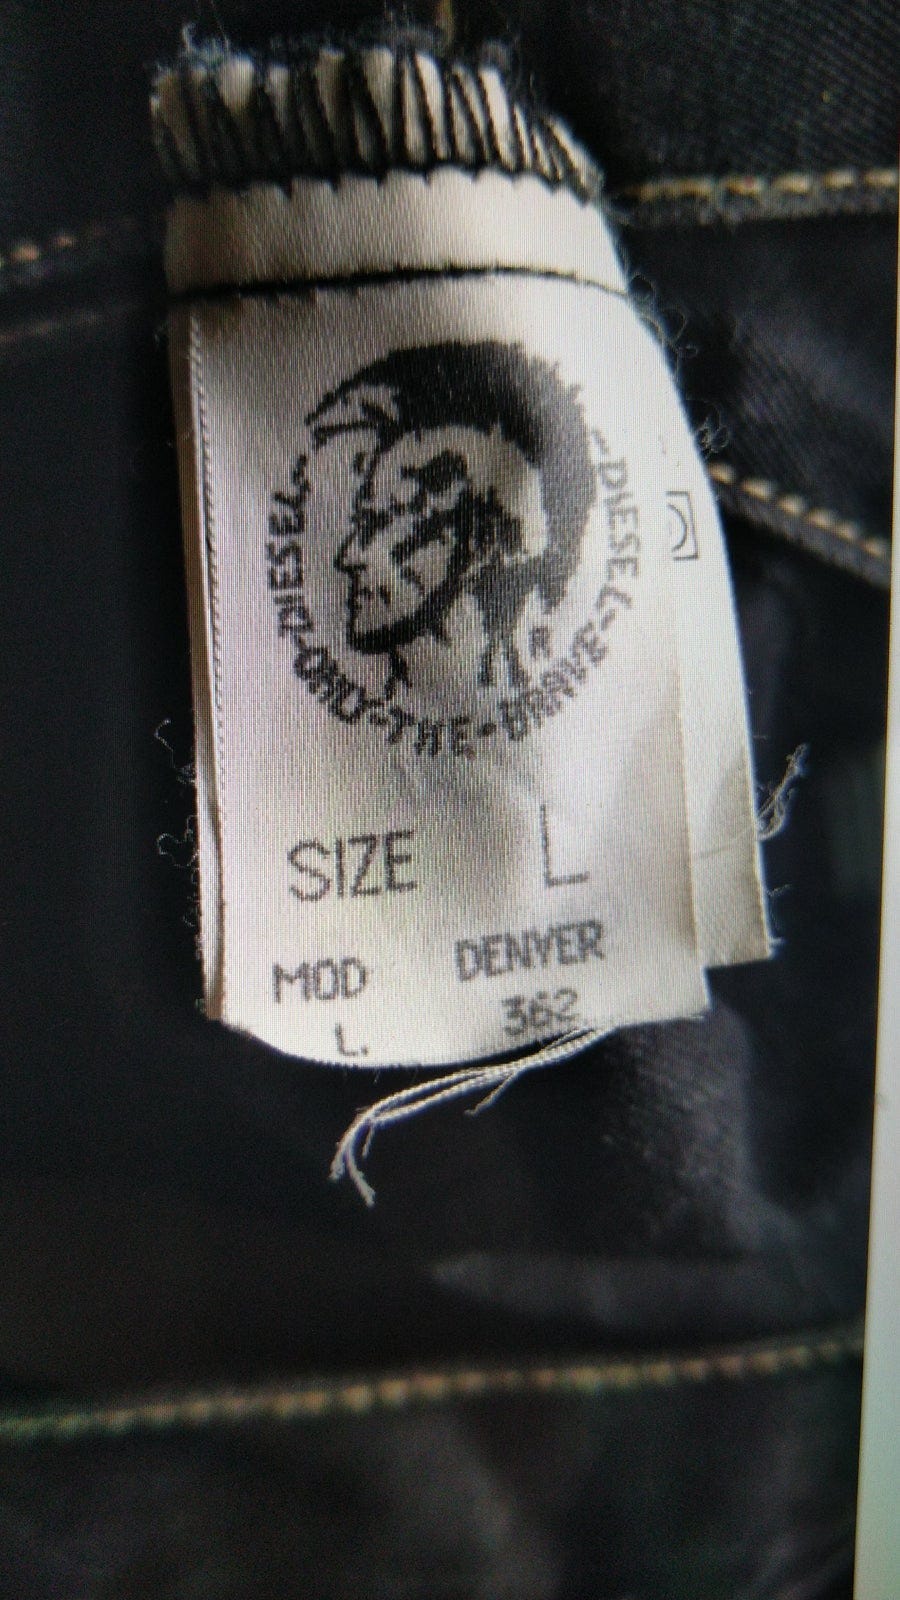 DIESEL
ONLY • THE • BRAVE
DIESEL
SIZE L
MOD DENVER
L. 362